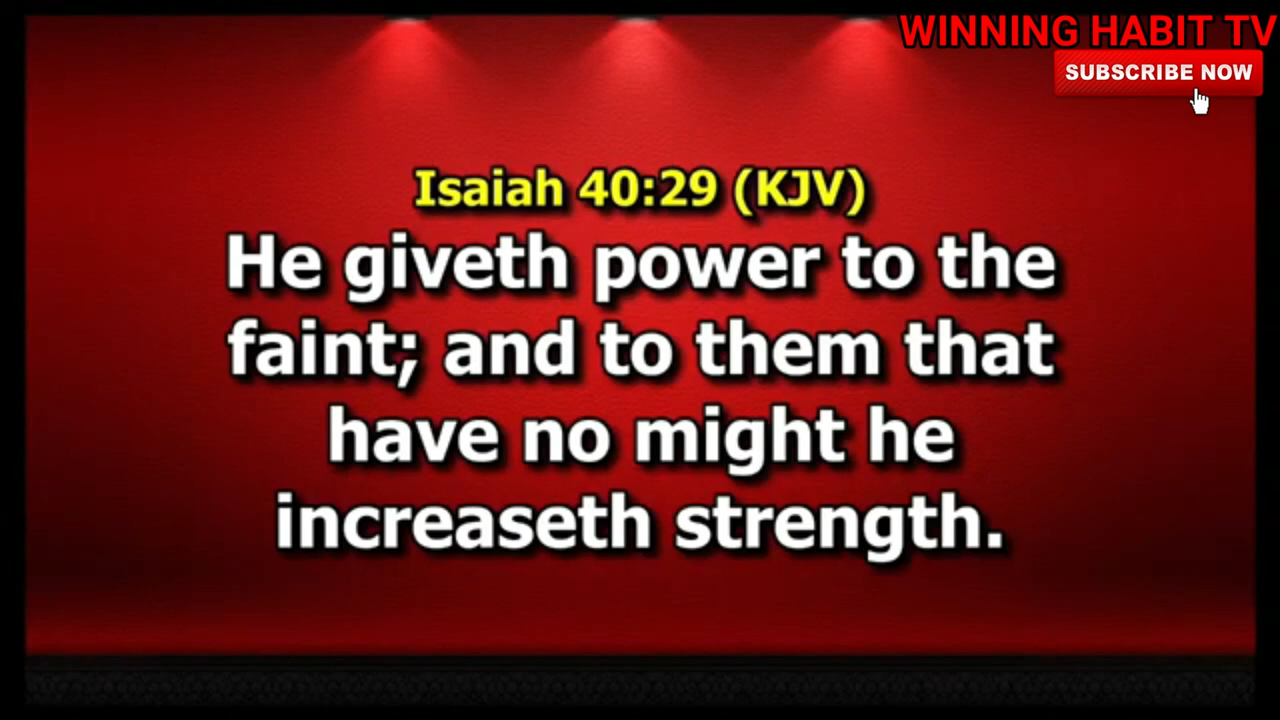 WINNING HABIT TV
SUBSCRIBE NOW
Isaiah 40:29 (KJV)
He giveth power to the
faint; and to them that
have no might he
increaseth strength.